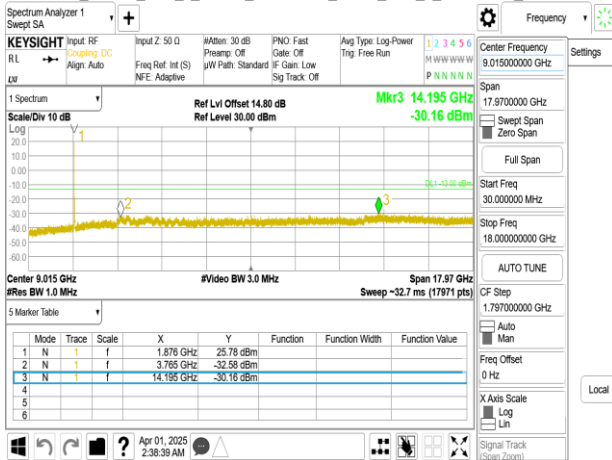 Spectrum Analyzer 1
Swept SA
Frequency
KEYSIGHT
RL
Input: RF
Coupling: DC
Align: Auto
Input Z: 50 Ω
Freq Ref: Int (S)
NFE: Adaptive
#Atten: 30 dB
Preamp: Off
µW Path: Standard
PNO: Fast
Gate: Off
IF Gain: Low
Sig Track: Off
Avg Type: Log-Power
Trig: Free Run
1 2 3 4 5 6
M W W W W W
P N N N N N
1 Spectrum
Scale/Div 10 dB
Ref Lvl Offset 14.80 dB
Ref Level 30.00 dBm
Mkr3 14.195 GHz
-30.16 dBm
Log
20.0
10.0
0.00
-10.0
-20.0
-30.0
-40.0
-50.0
-60.0
1
2
3
DL1 -13.00 dBm
Center 9.015 GHz
#Res BW 1.0 MHz
#Video BW 3.0 MHz
Span 17.97 GHz
Sweep ~32.7 ms (17971 pts)
5 Marker Table
Mode Trace Scale X Y Function Function Width Function Value
1 N 1 f 1.876 GHz 25.78 dBm
2 N 1 f 3.765 GHz -32.58 dBm
3 N 1 f 14.195 GHz -30.16 dBm
4
5
6
Apr 01, 2025
2:38:39 AM
Center Frequency
9.015000000 GHz
Settings
Span
17.9700000 GHz
Swept Span
Zero Span
Full Span
Start Freq
30.000000 MHz
Stop Freq
18.000000000 GHz
AUTO TUNE
CF Step
1.797000000 GHz
Auto
Man
Freq Offset
0 Hz
X Axis Scale
Log
Lin
Local
Signal Track
(Span Zoom)